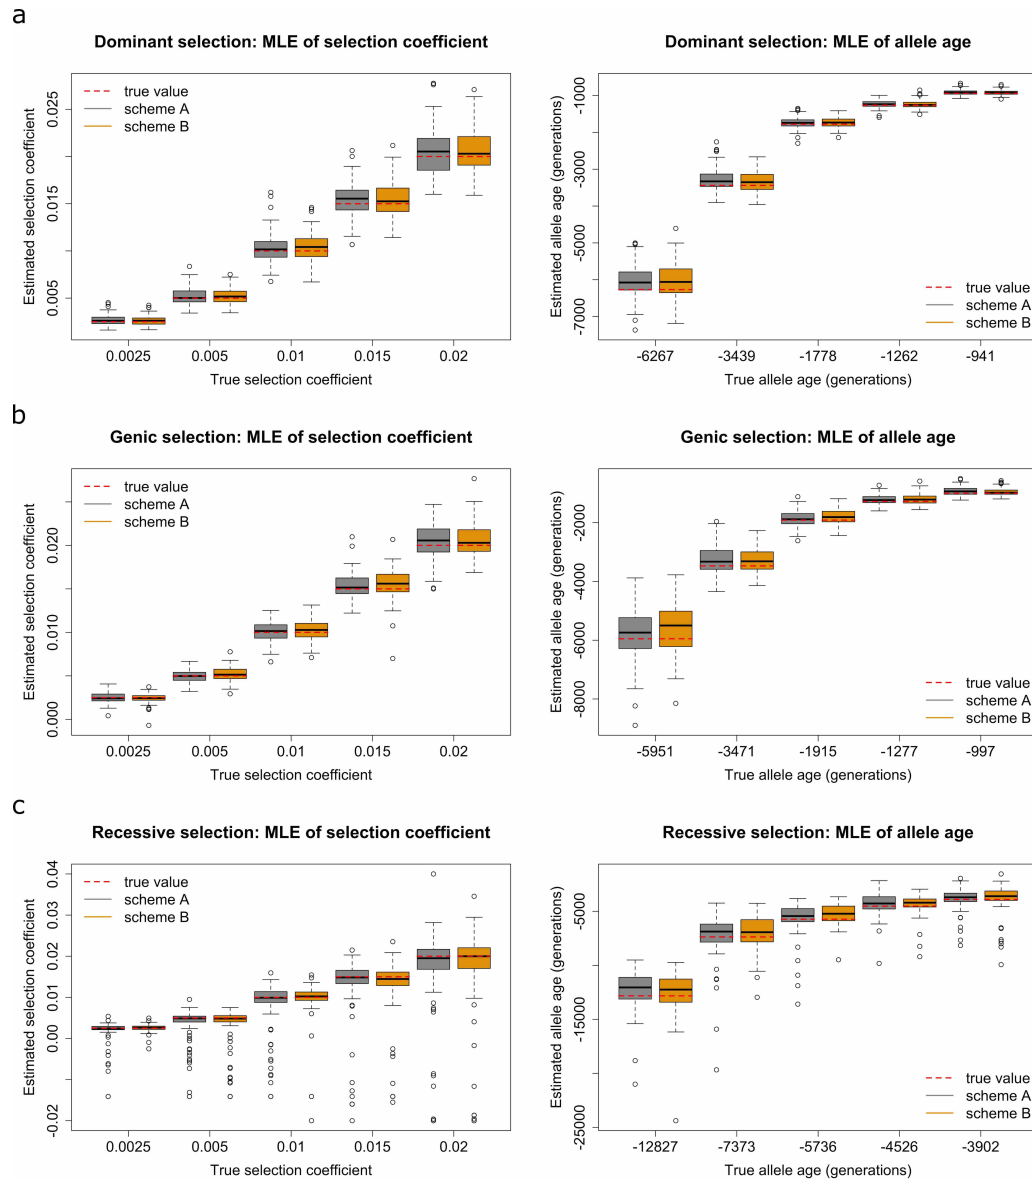 a
Dominant selection: MLE of selection coefficient
Estimated selection coefficient
0.005
0.015
0.025
true value
scheme A
scheme B
0.0025 0.005 0.01 0.015 0.02
True selection coefficient
Dominant selection: MLE of allele age
Estimated allele age (generations)
-7000
-5000
-3000
-1000
true value
scheme A
scheme B
-6267 -3439 -1778 -1262 -941
True allele age (generations)
b
Genic selection: MLE of selection coefficient
Estimated selection coefficient
0.000
0.010
0.020
true value
scheme A
scheme B
0.0025 0.005 0.01 0.015 0.02
True selection coefficient
Genic selection: MLE of allele age
Estimated allele age (generations)
-8000
-6000
-4000
-2000
true value
scheme A
scheme B
-5951 -3471 -1915 -1277 -997
True allele age (generations)
c
Recessive selection: MLE of selection coefficient
Estimated selection coefficient
-0.02
0.00
0.01
0.02
0.03
0.04
true value
scheme A
scheme B
0.0025 0.005 0.01 0.015 0.02
True selection coefficient
Recessive selection: MLE of allele age
Estimated allele age (generations)
-25000
-15000
-5000
true value
scheme A
scheme B
-12827 -7373 -5736 -4526 -3902
True allele age (generations)